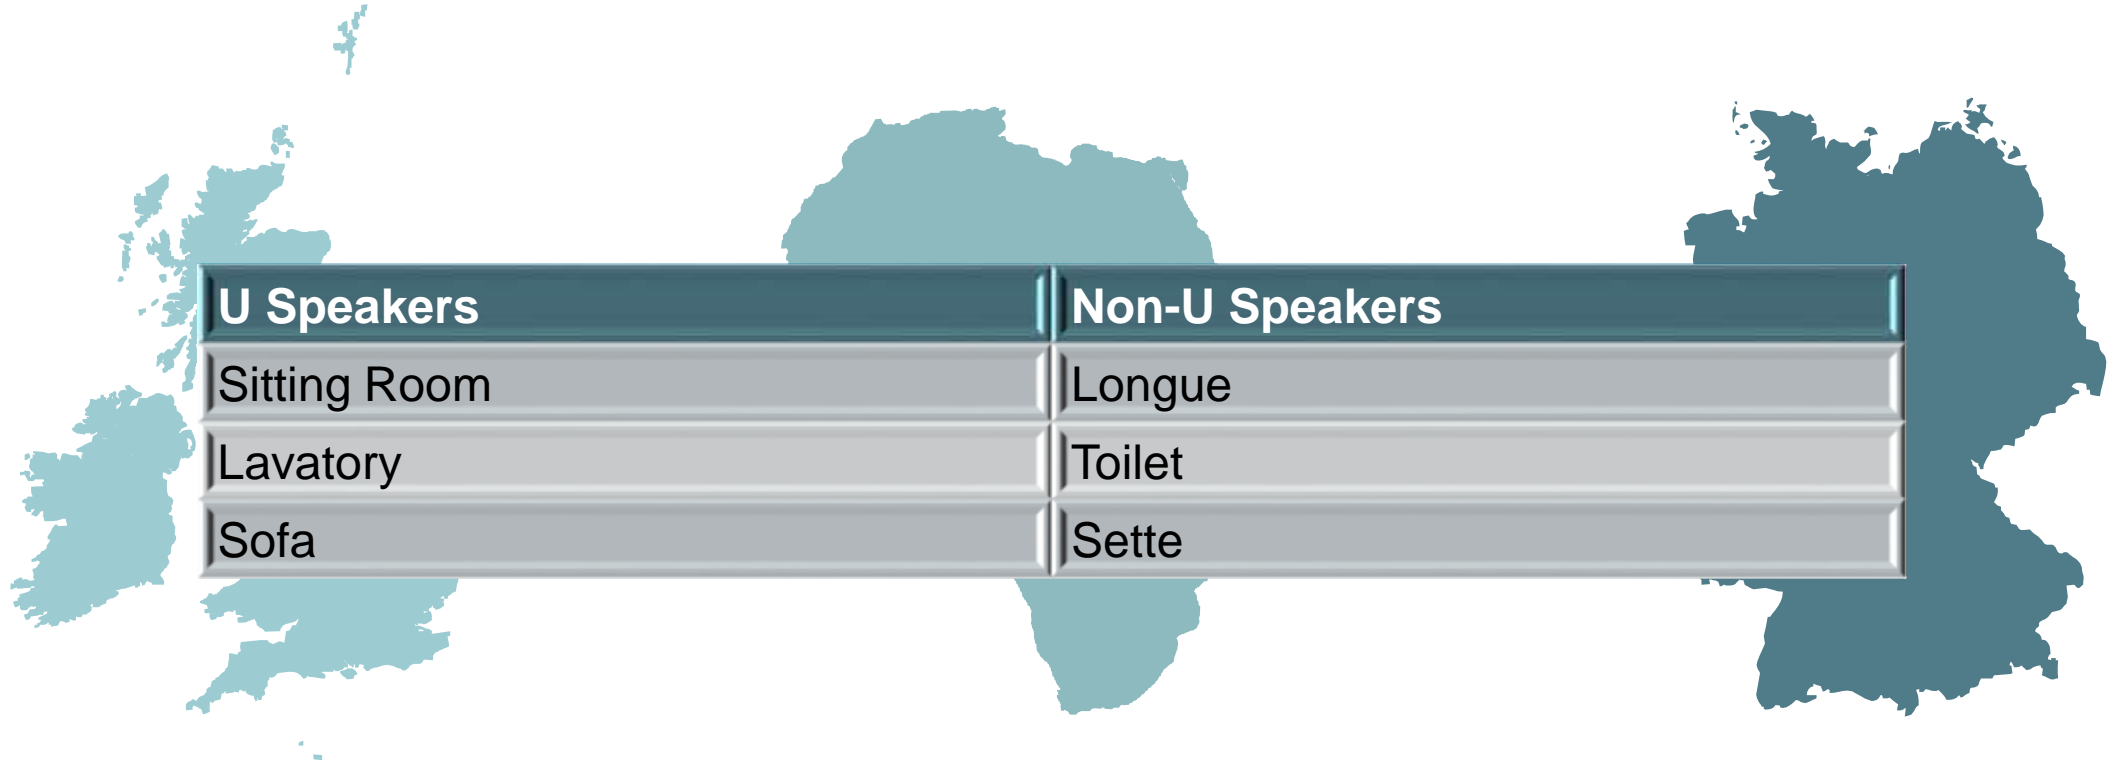 U Speakers Non-U Speakers
Sitting Room Longue
Lavatory Toilet
Sofa Sette